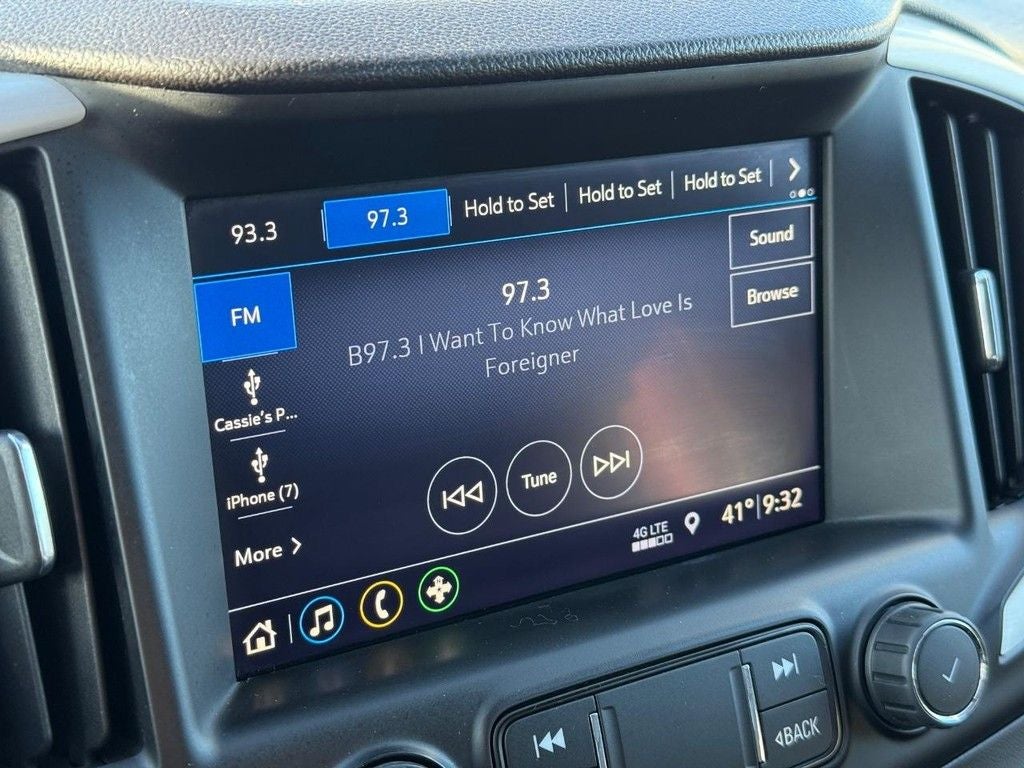 93.3
97.3
Hold to Set
Hold to Set
Hold to Set
FM
97.3
B97.3 I Want To Know What Love Is
Foreigner
Sound
Browse
Cassie's P...
iPhone (7)
More
Tune
4G LTE
41° 9:32
BACK